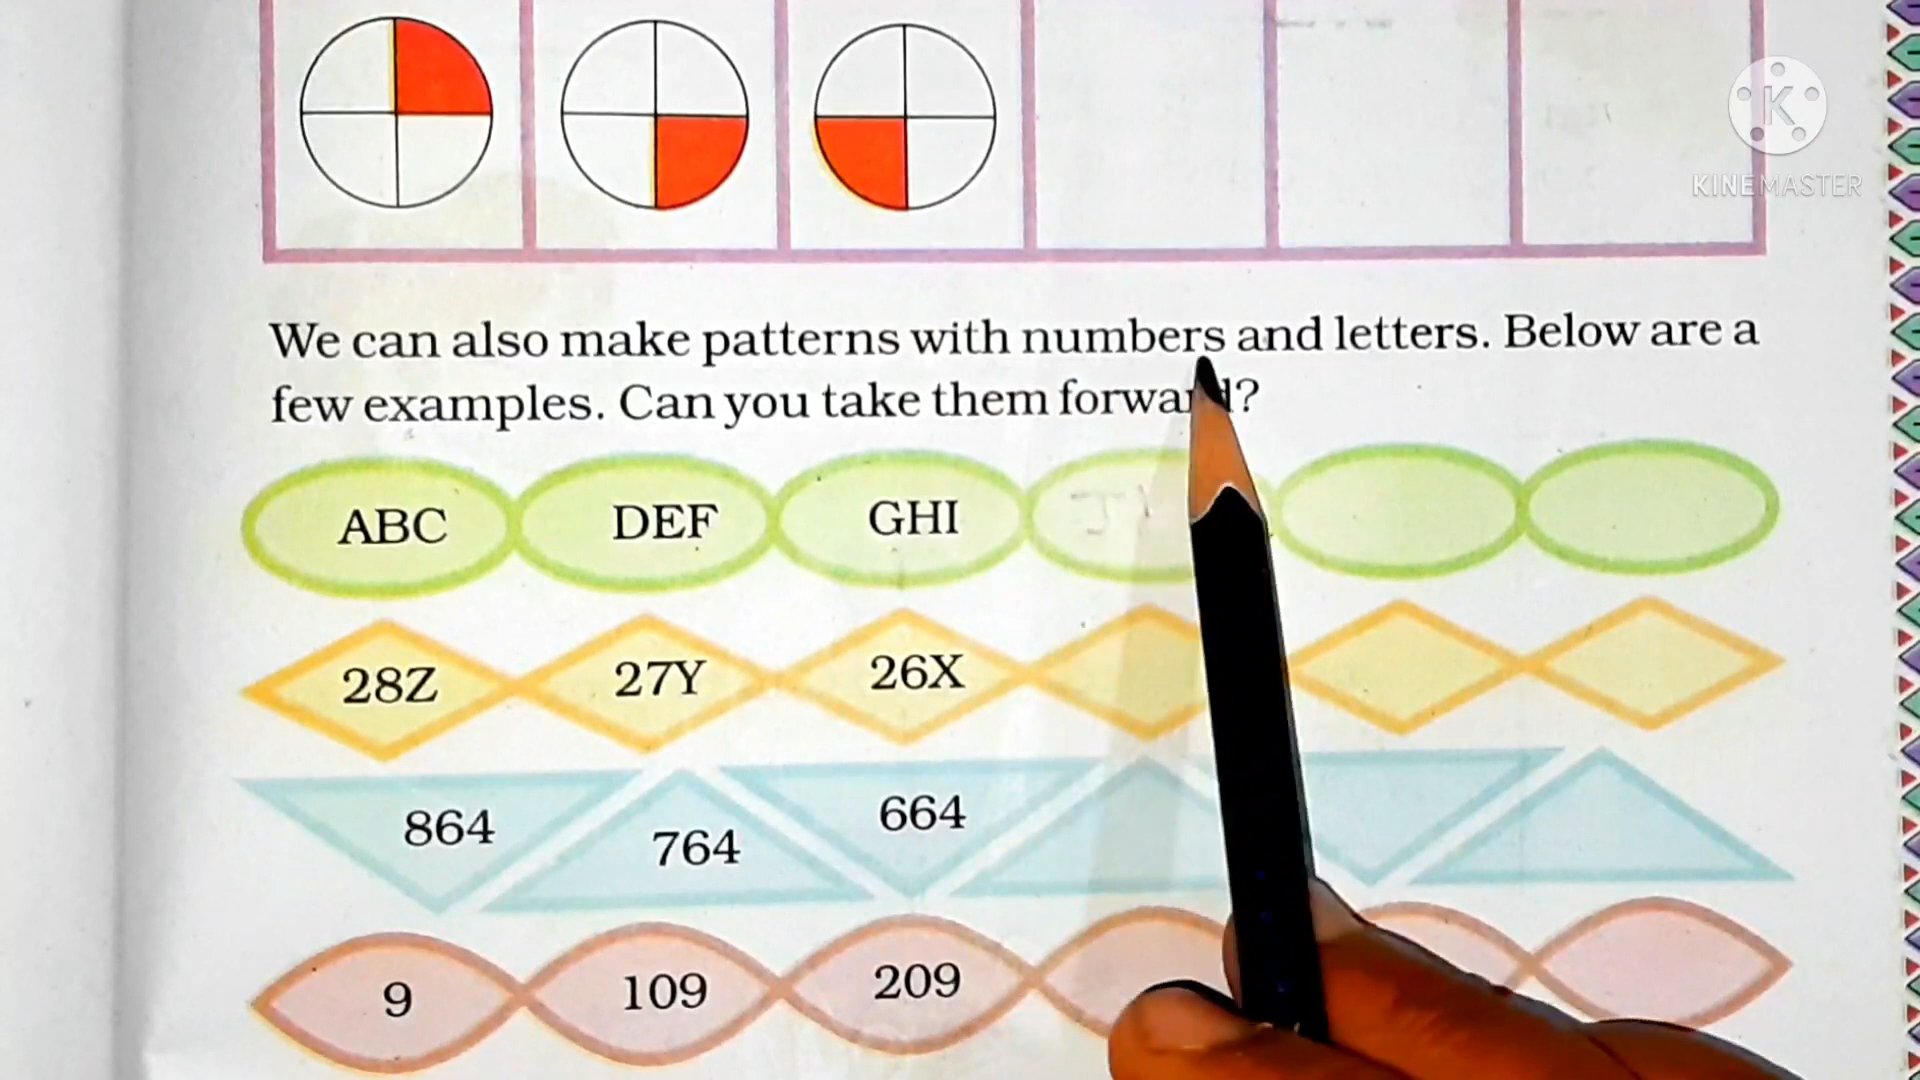 K
KINEMASTER
We can also make patterns with numbers and letters. Below are a
few examples. Can you take them forward?
ABC DEF GHI
28Z 27Y 26X
864 764 664
9 109 209